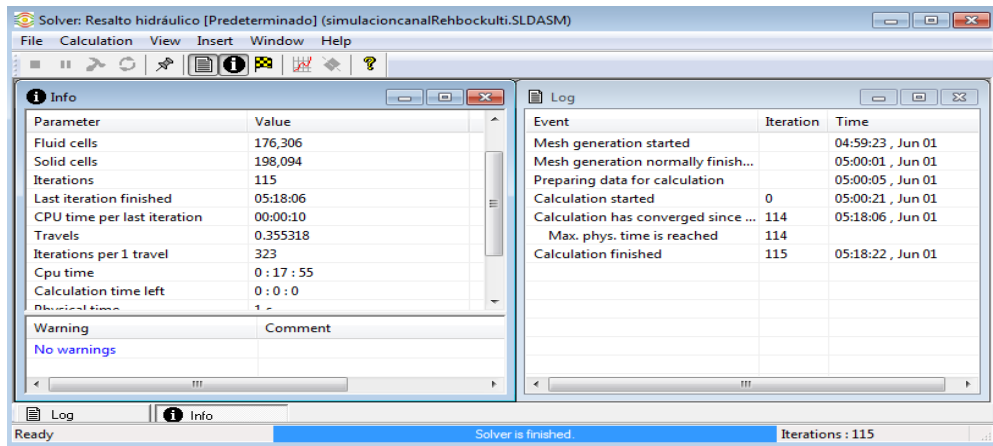 Solver: Resalto hidráulico [Predeterminado] (simulacioncanalRehbockulti.SLDASM)
File Calculation View Insert Window Help
Info
Parameter Value
Fluid cells 176,306
Solid cells 198,094
Iterations 115
Last iteration finished 05:18:06
CPU time per last iteration 00:00:10
Travels 0.355318
Iterations per 1 travel 323
Cpu time 0 : 17 : 55
Calculation time left 0 : 0 : 0
Physical time 1 s
Warning Comment
No warnings
Log
Event Iteration Time
Mesh generation started 04:59:23 , Jun 01
Mesh generation normally finish... 05:00:01 , Jun 01
Preparing data for calculation 05:00:05 , Jun 01
Calculation started 0 05:00:21 , Jun 01
Calculation has converged since ... 114 05:18:06 , Jun 01
Max. phys. time is reached 114
Calculation finished 115 05:18:22 , Jun 01
Log Info
Ready Solver is finished. Iterations : 115